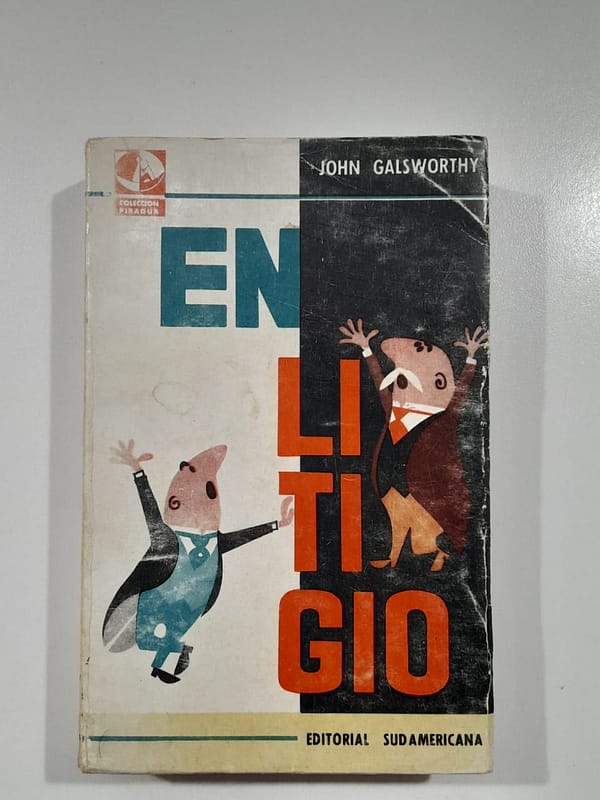 COLECCION
PIRAGUA
JOHN GALSWORTHY
EN
LI
TI
GIO
EDITORIAL SUDAMERICANA